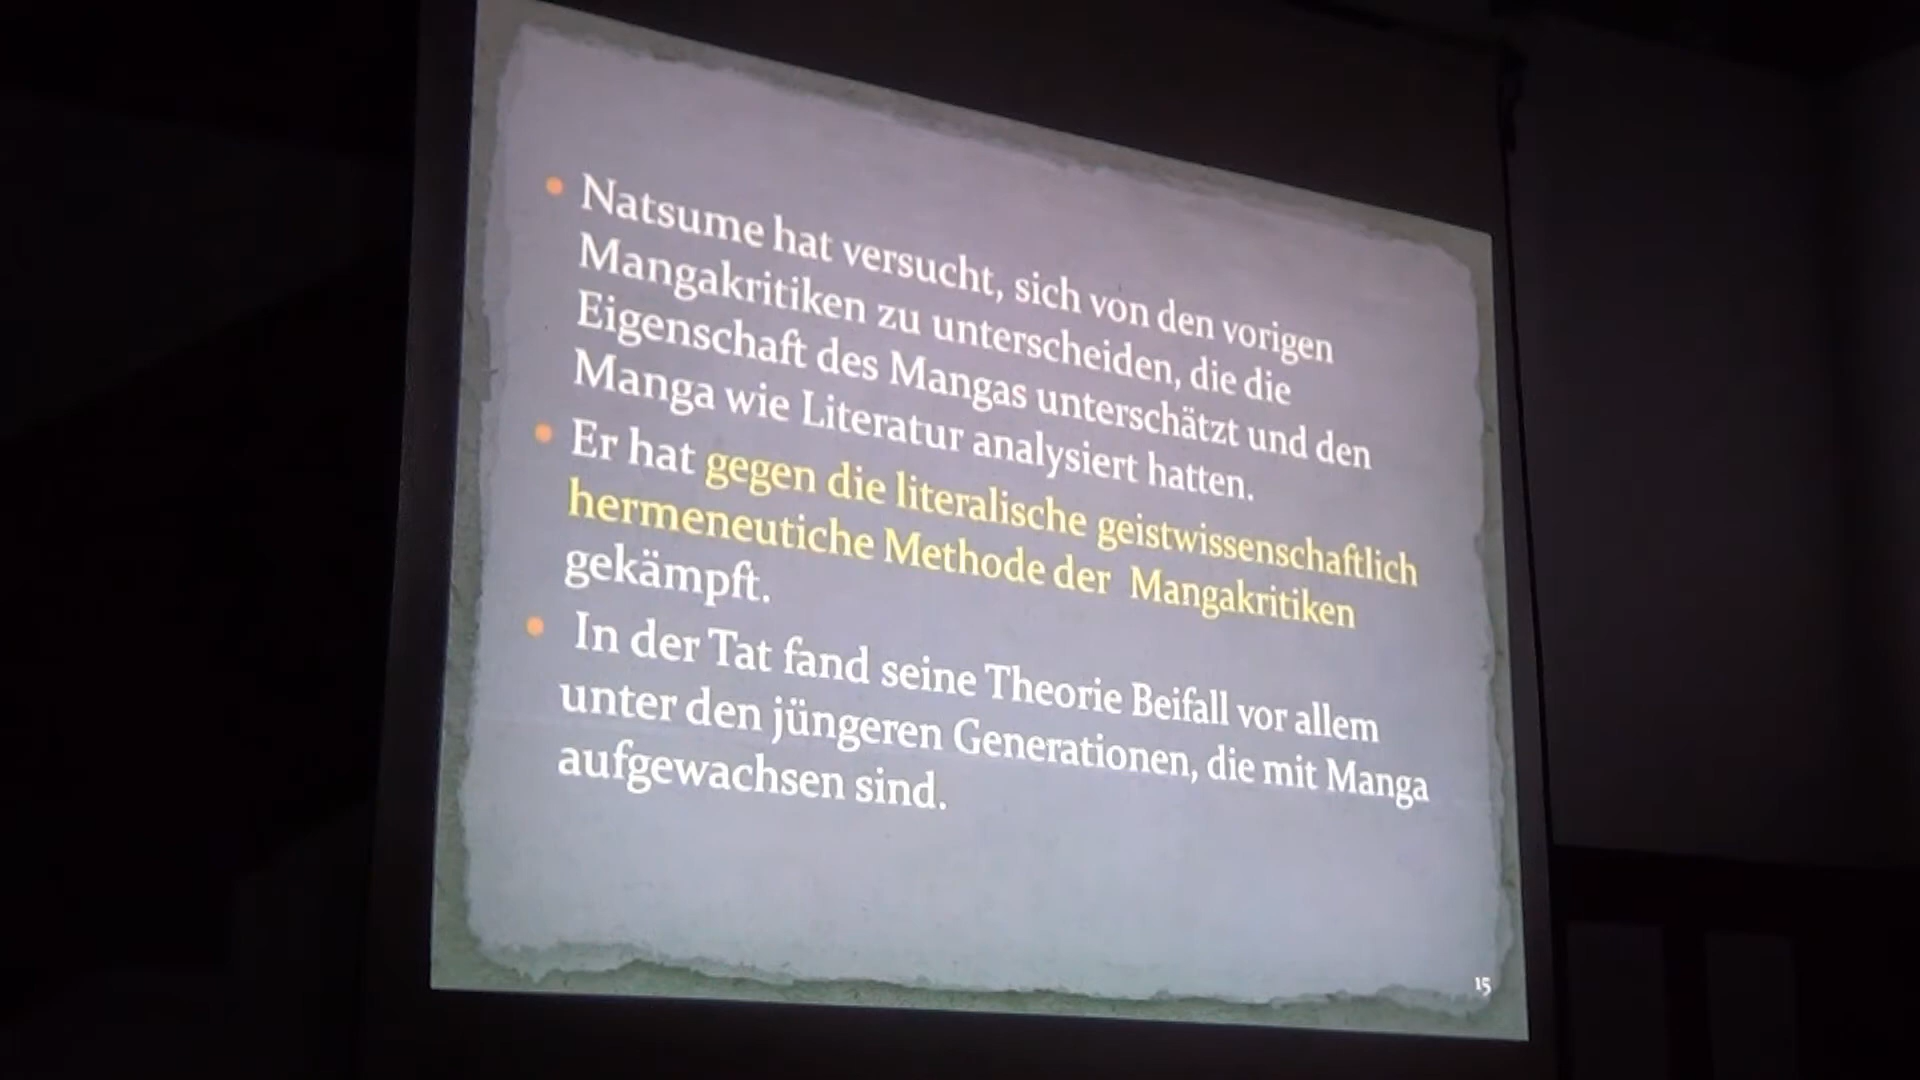 • Natsume hat versucht, sich von den vorigen
Mangakritiken zu unterscheiden, die die
Eigenschaft des Mangas unterschätzt und den
Manga wie Literatur analysiert hatten.
• Er hat gegen die literalische geistwissenschaftlich
hermeneutiche Methode der Mangakritiken
gekämpft.
• In der Tat fand seine Theorie Beifall vor allem
unter den jüngeren Generationen, die mit Manga
aufgewachsen sind.
15